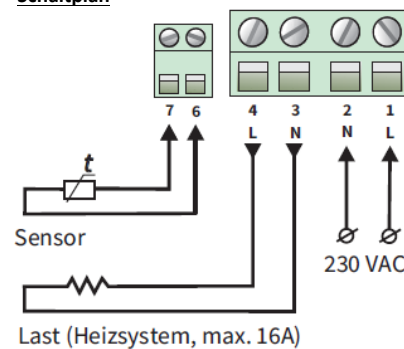 Schaltplan
7 6 4 3 2 1
L N N L
t
Sensor
230 VAC
Last (Heizsystem, max. 16A)